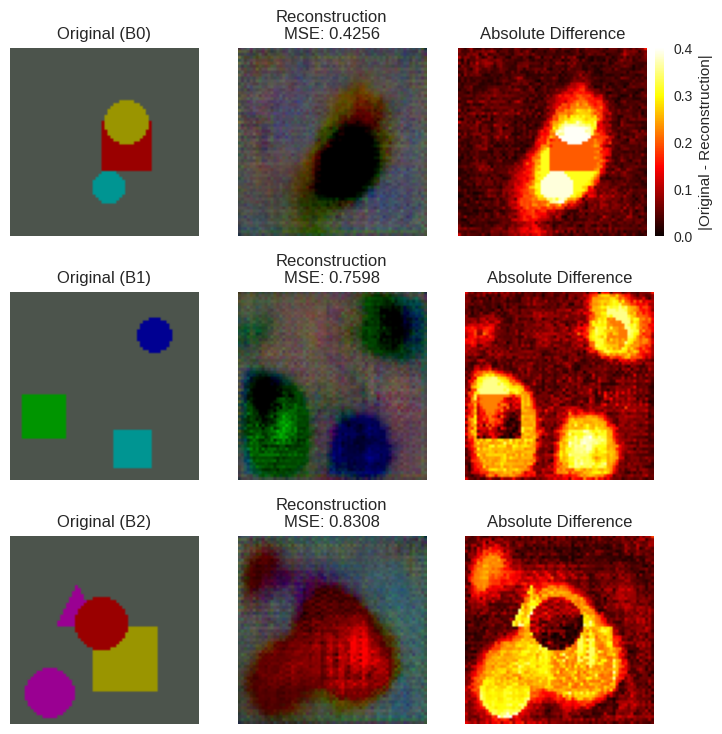 Original (B0)
Reconstruction
MSE: 0.4256
Absolute Difference
0.4
0.3
0.2
0.1
0.0
|Original - Reconstruction|
Original (B1)
Reconstruction
MSE: 0.7598
Absolute Difference
Original (B2)
Reconstruction
MSE: 0.8308
Absolute Difference